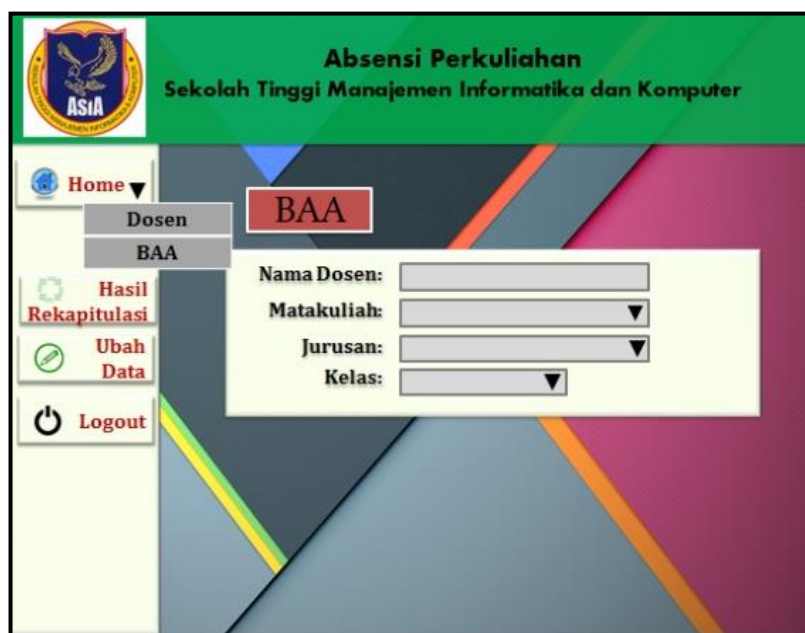 Absensi Perkuliahan
Sekolah Tinggi Manajemen Informatika dan Komputer
ASIA
Home
Dosen
BAA
Hasil
Rekapitulasi
Ubah
Data
Logout
BAA
Nama Dosen:
Matakuliah:
Jurusan:
Kelas: